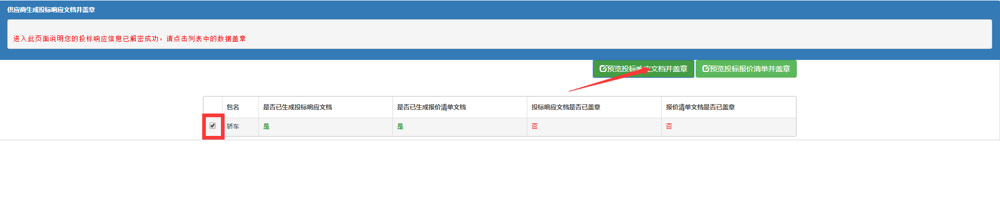 供应商生成投标响应文档并盖章
进入此页面说明您的投标响应信息已解密成功，请点击列表中的数据盖章
预览投标响应文档并盖章 预览投标报价清单并盖章
包名 是否已生成投标响应文档 是否已生成报价清单文档 投标响应文档是否已盖章 报价清单文档是否已盖章
轿车 是 是 否 否